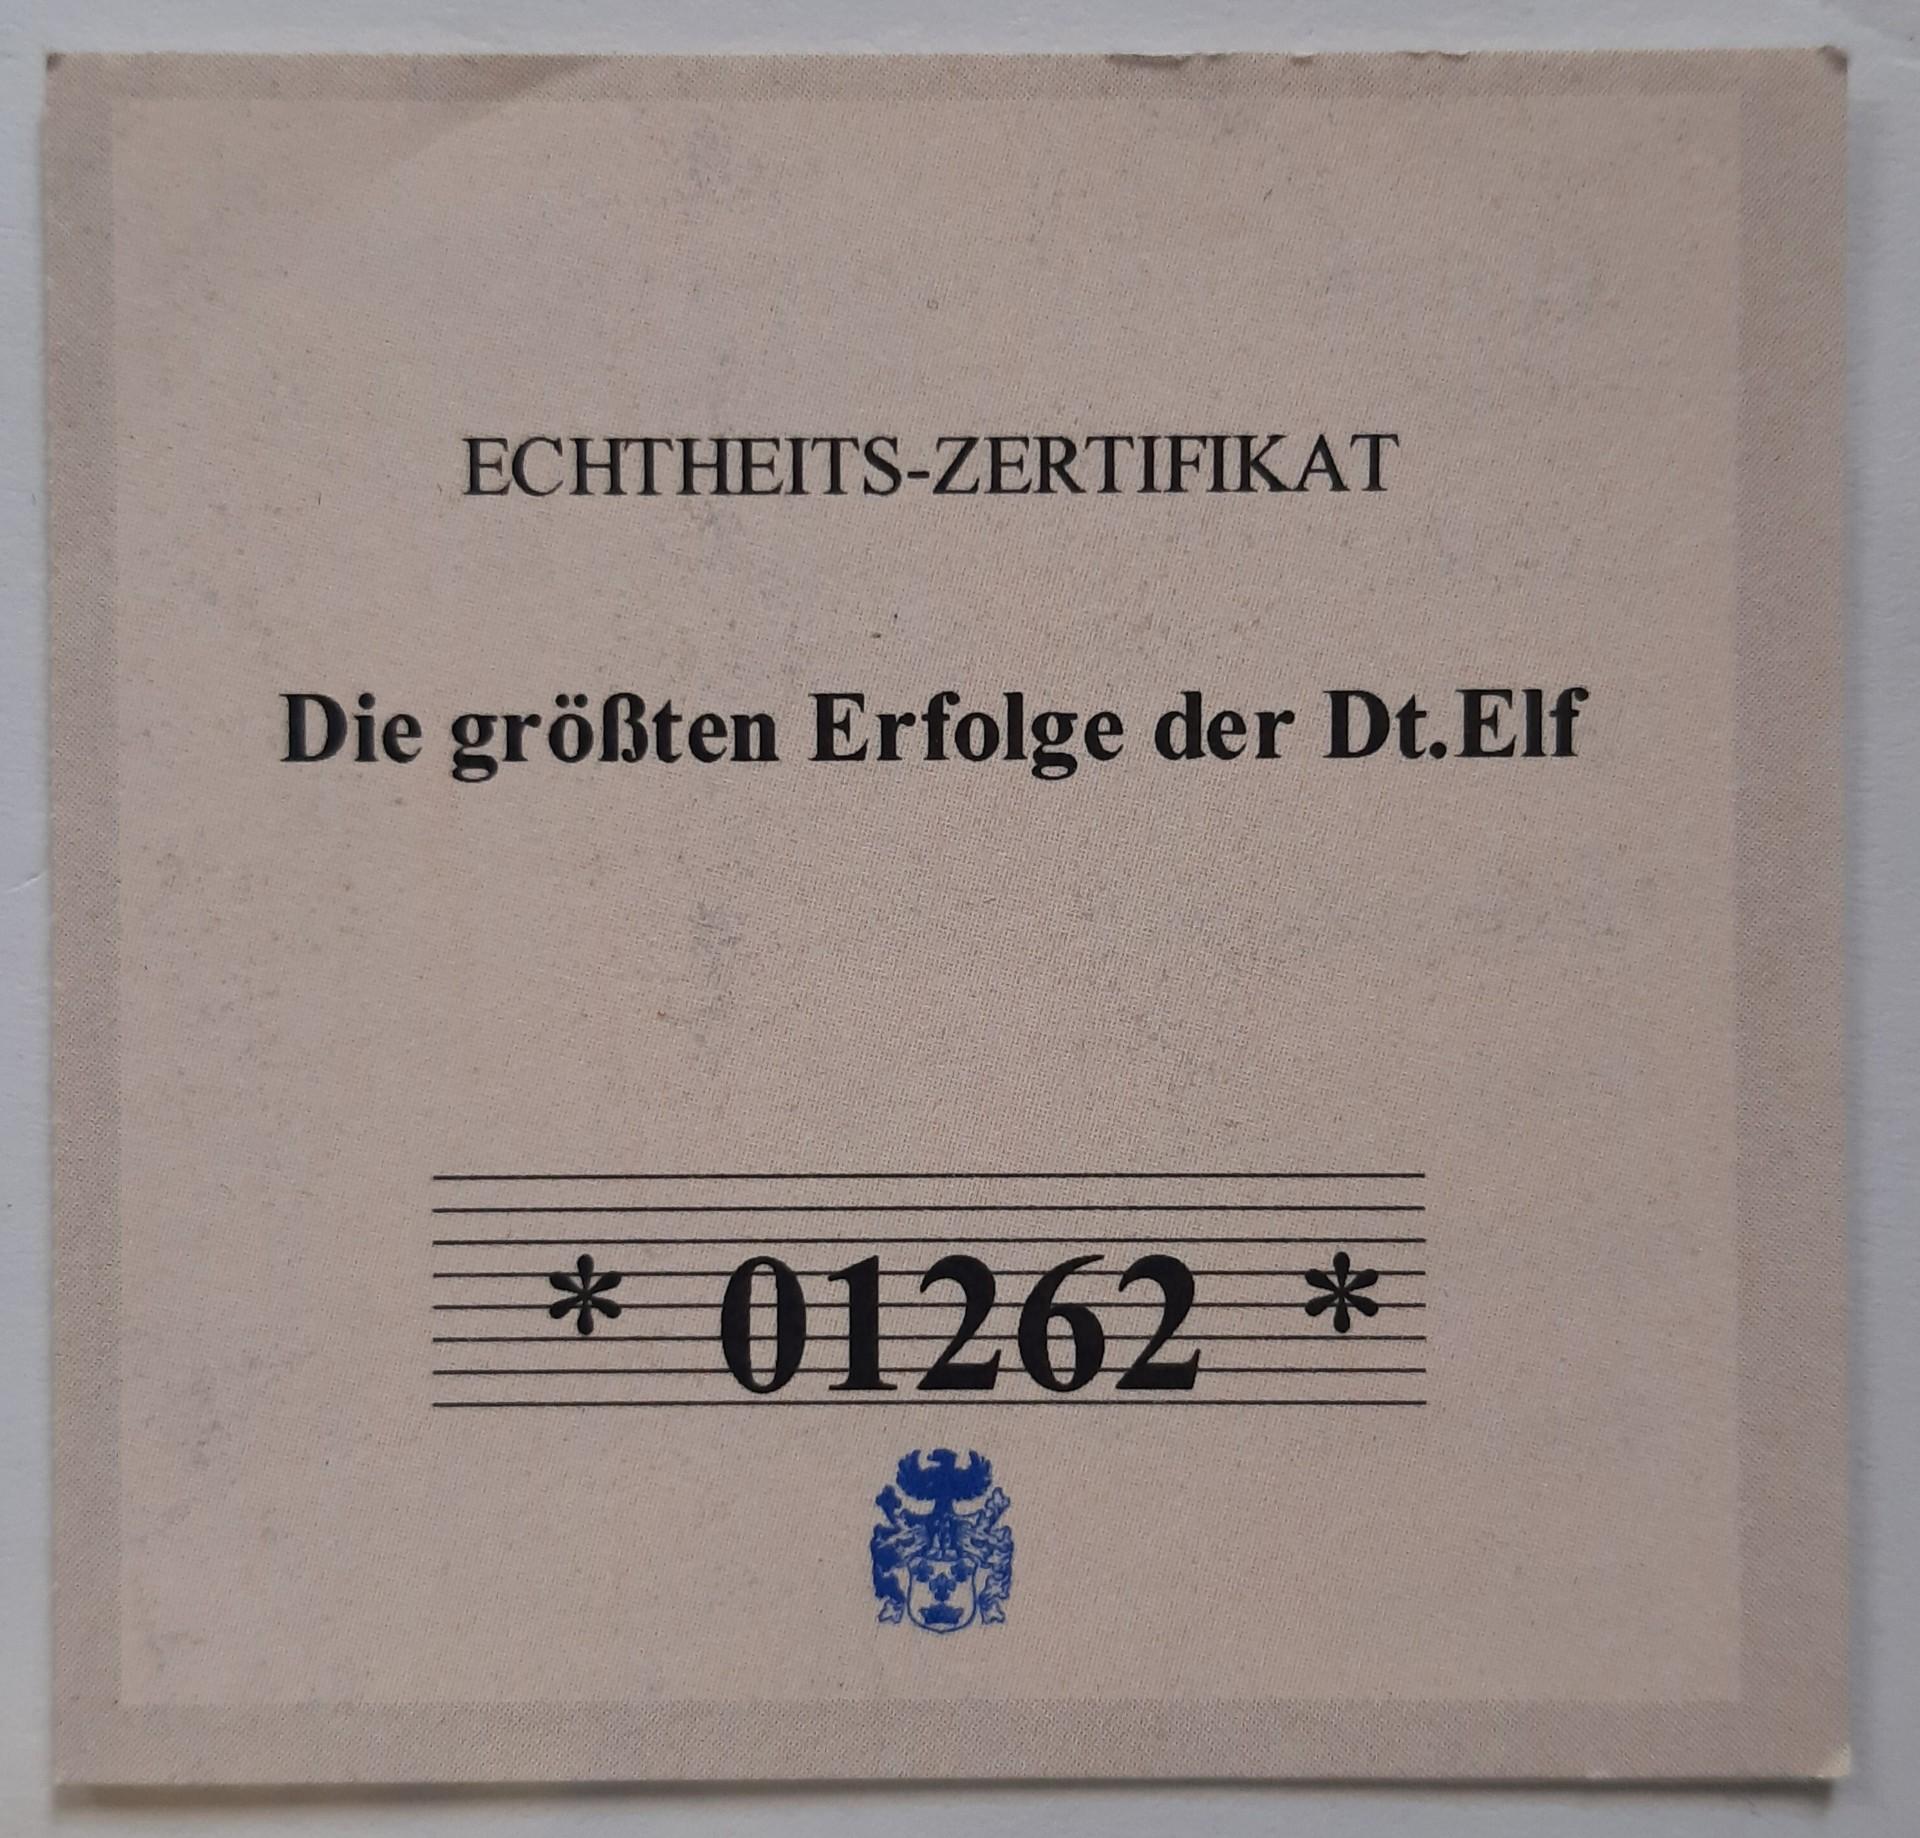 ECHTHEITS-ZERTIFIKAT
Die größten Erfolge der Dt.Elf
* 01262 *